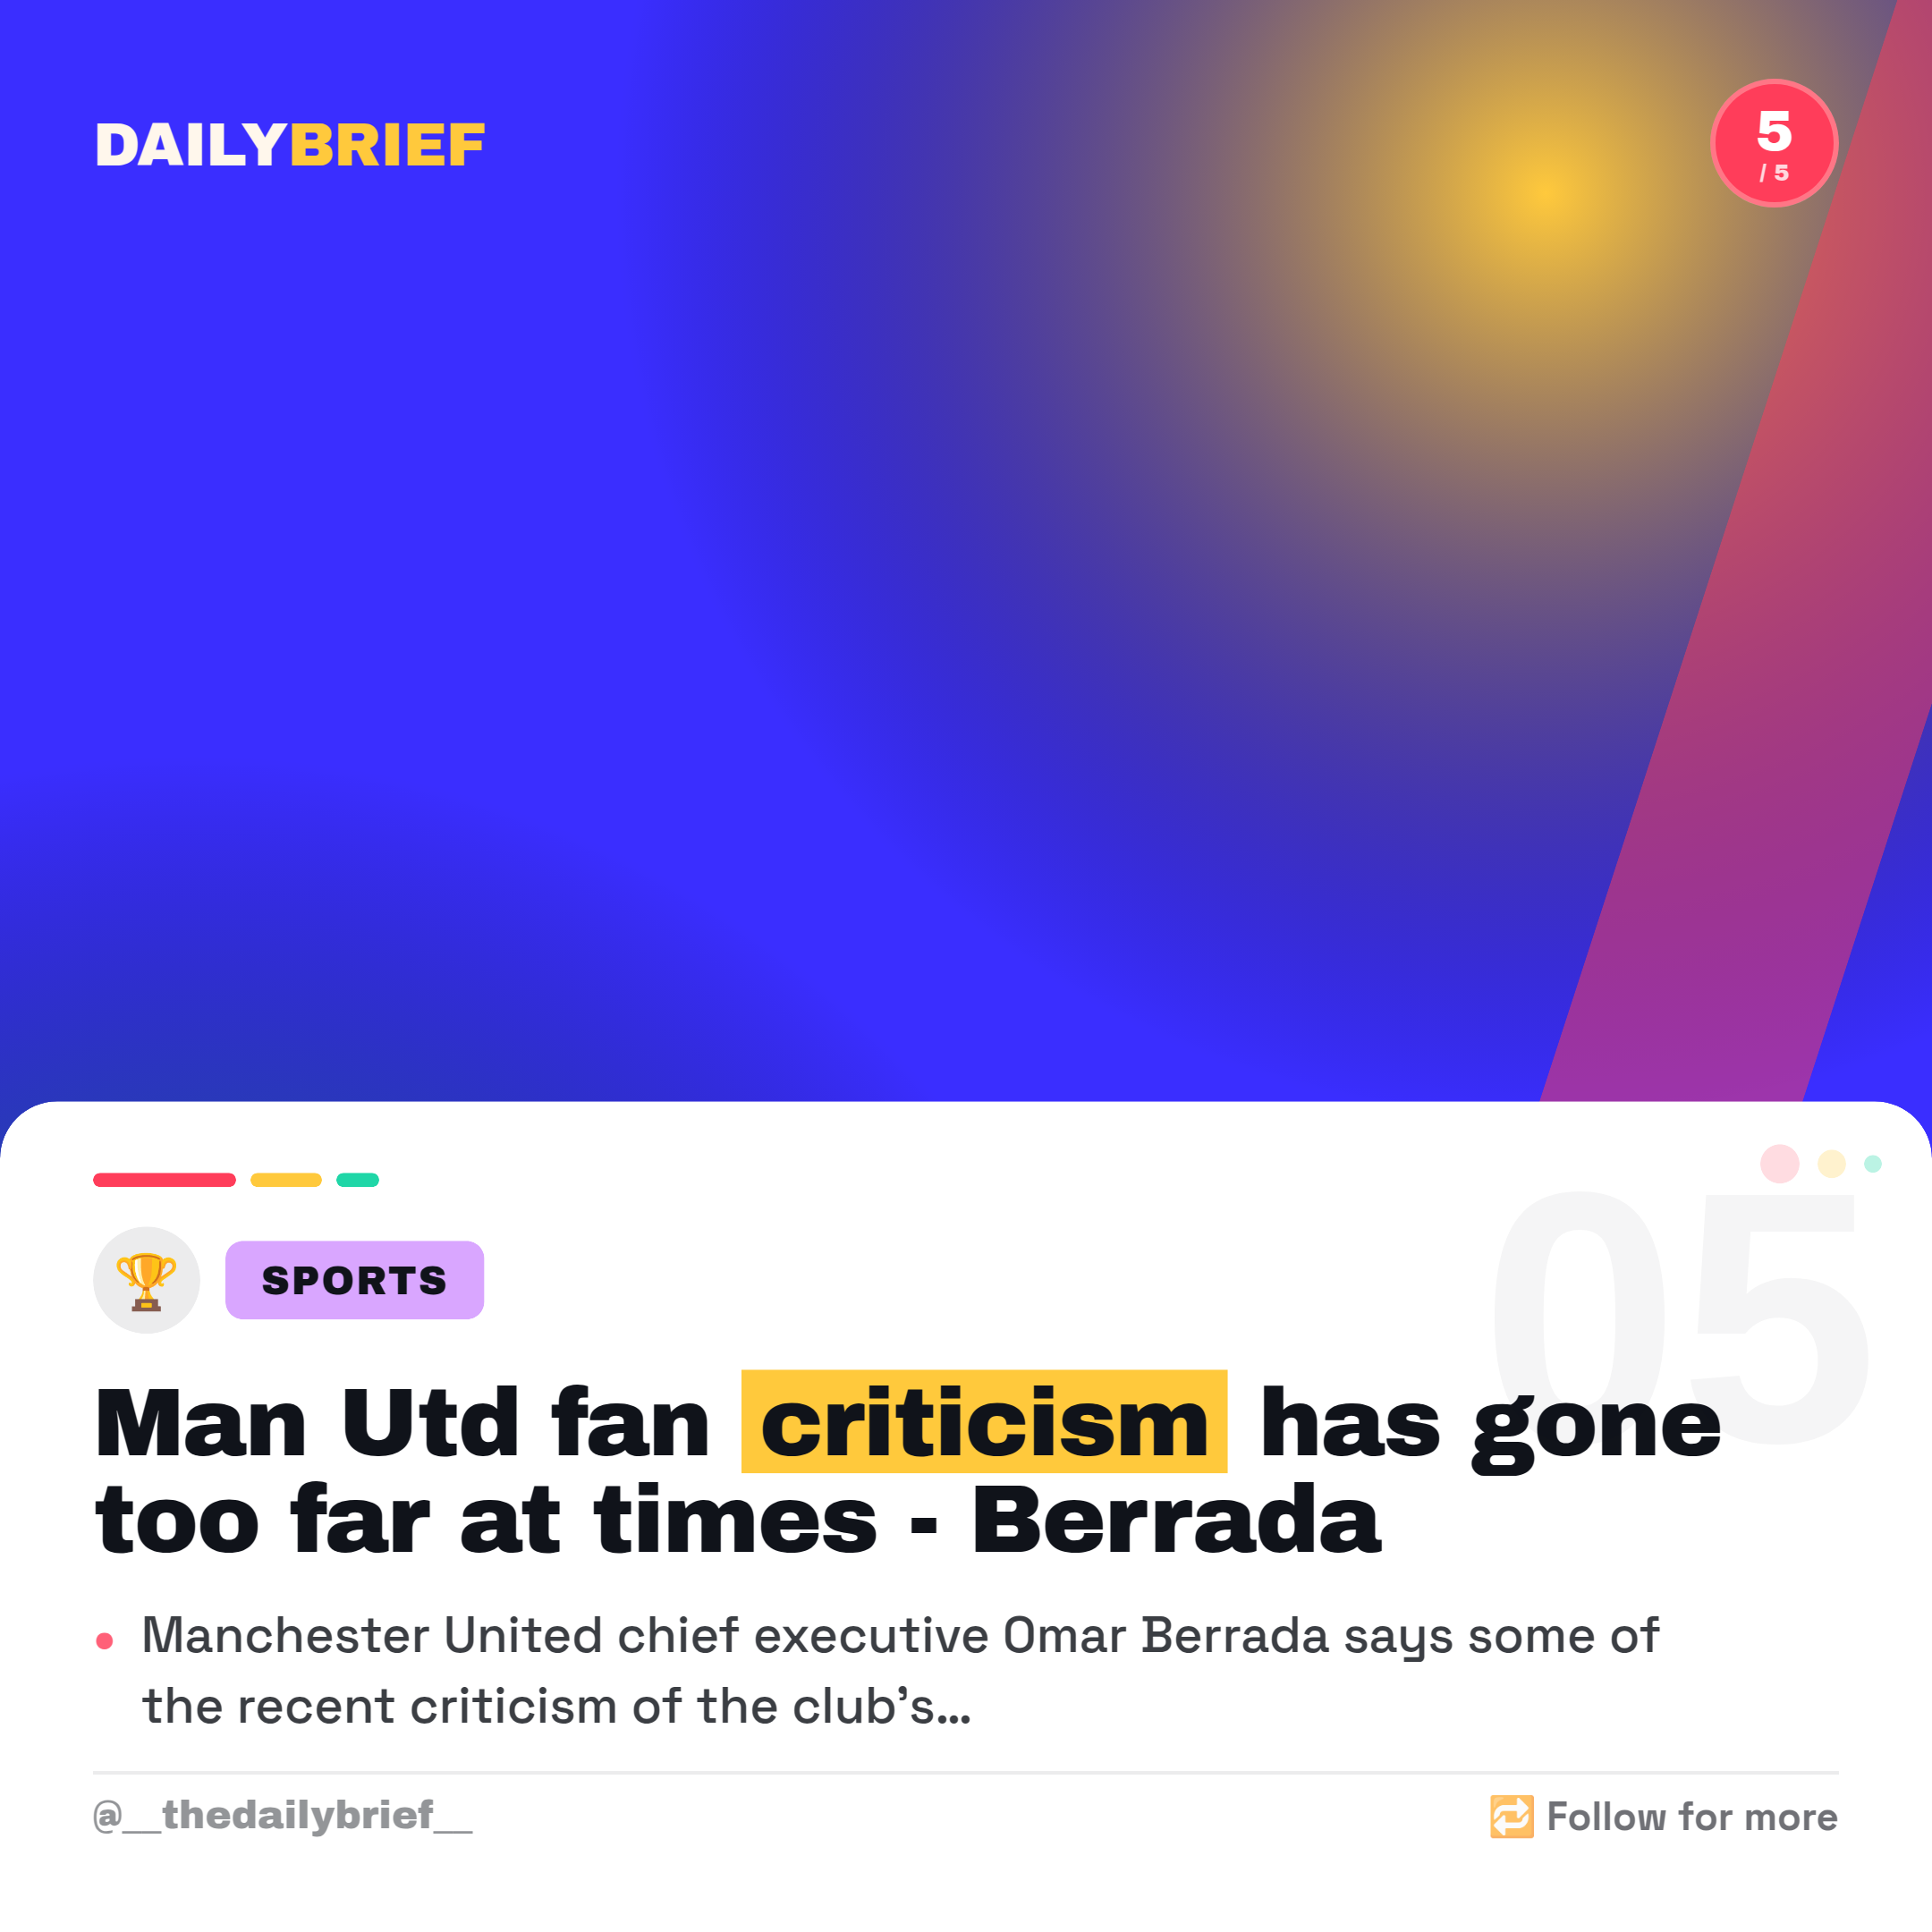 DAILYBRIEF
5
/ 5
05
🏆 SPORTS
Man Utd fan criticism has gone
too far at times - Berrada
• Manchester United chief executive Omar Berrada says some of
the recent criticism of the club’s…
@__thedailybrief__
🔁 Follow for more